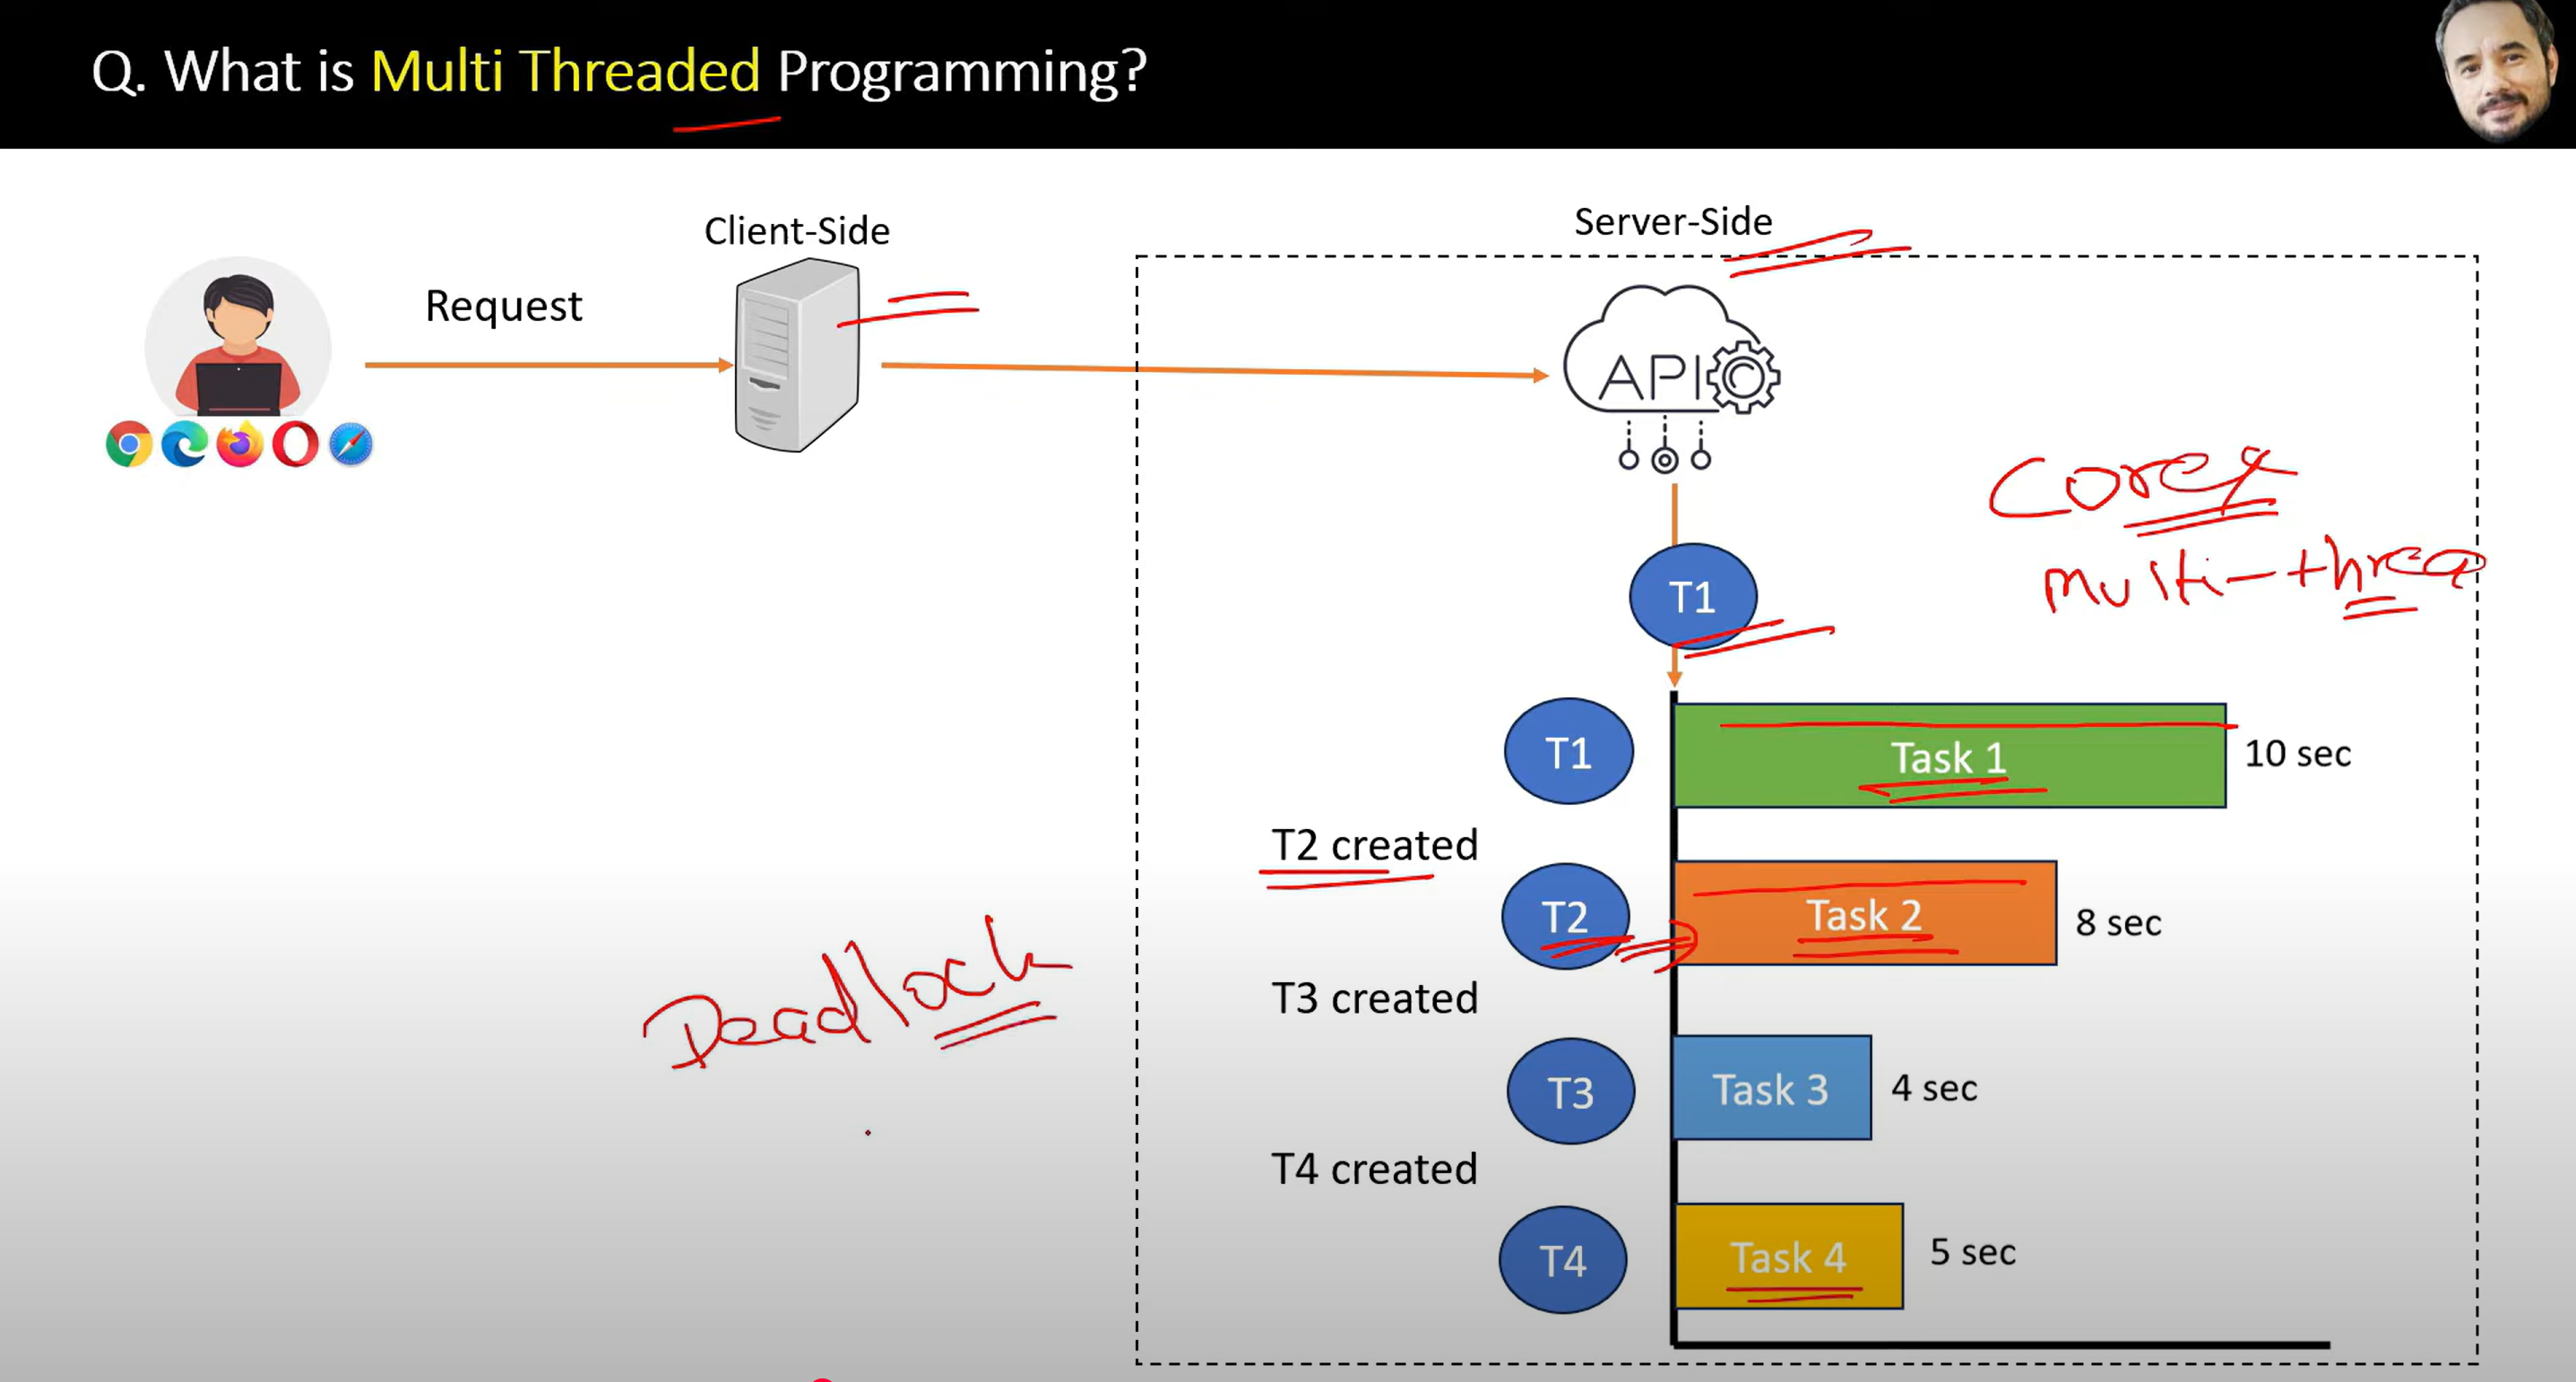 Q. What is Multi Threaded Programming?
Client-Side
Server-Side
Request
API
T1
T1
Task 1
10 sec
T2 created
T2
Task 2
8 sec
T3 created
T3
Task 3
4 sec
T4 created
T4
Task 4
5 sec
Deadlock
multi-threa